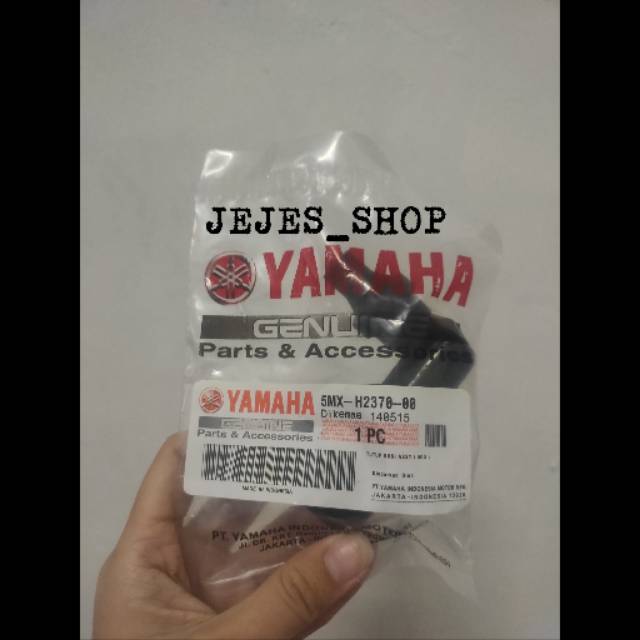 JEJES_SHOP
YAMAHA
GENUINE
Parts & Accessories
YAMAHA
GENUINE
Parts & Accessories
5MX-H2370-00
Dikemas 140515
1 PC
MADE IN INDONESIA
PT. YAMAHA INDONESIA MOTOR
JAKARTA-INDONESIA
PT. YAMAHA INDONESIA MOTOR
JAKARTA-